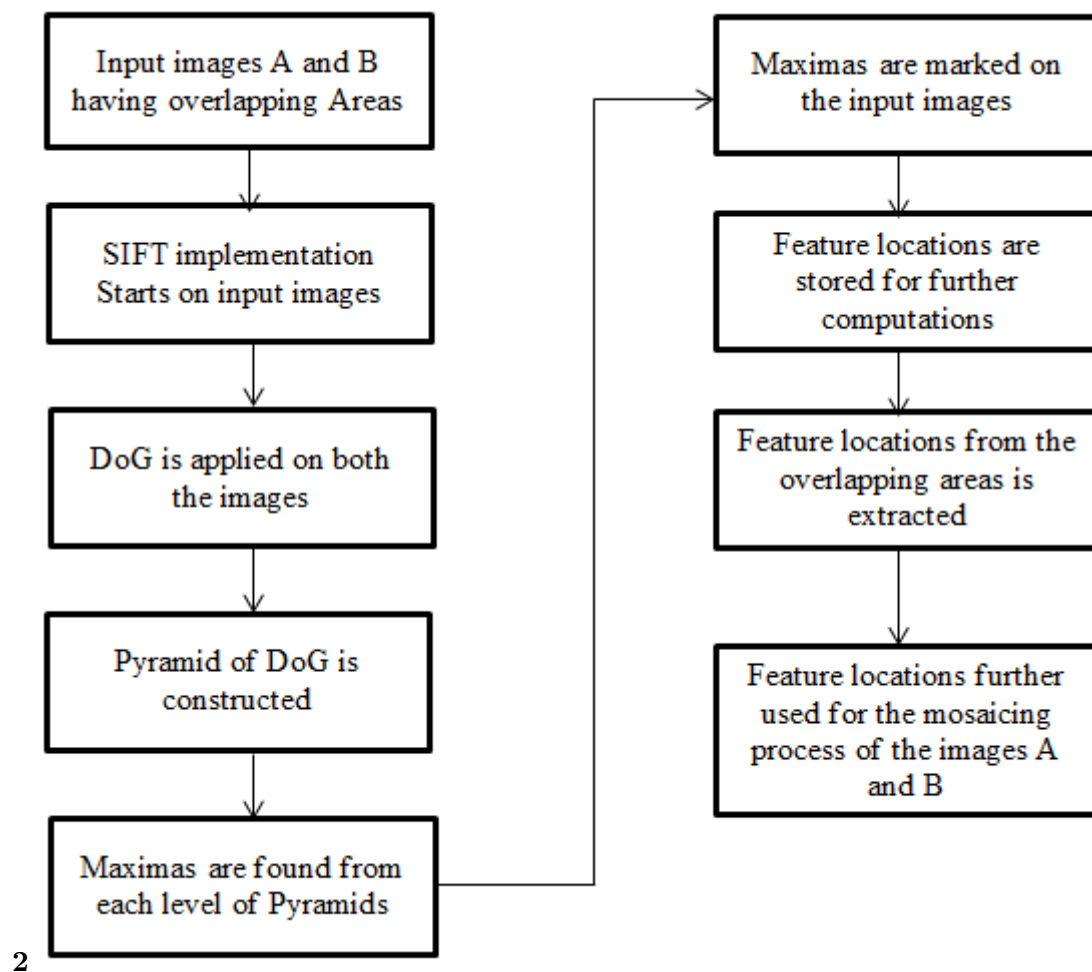 Input images A and B
having overlapping Areas
SIFT implementation
Starts on input images
DoG is applied on both
the images
Pyramid of DoG is
constructed
Maximas are found from
each level of Pyramids
Maximas are marked on
the input images
Feature locations are
stored for further
computations
Feature locations from the
overlapping areas is
extracted
Feature locations further
used for the mosaicing
process of the images A
and B
2